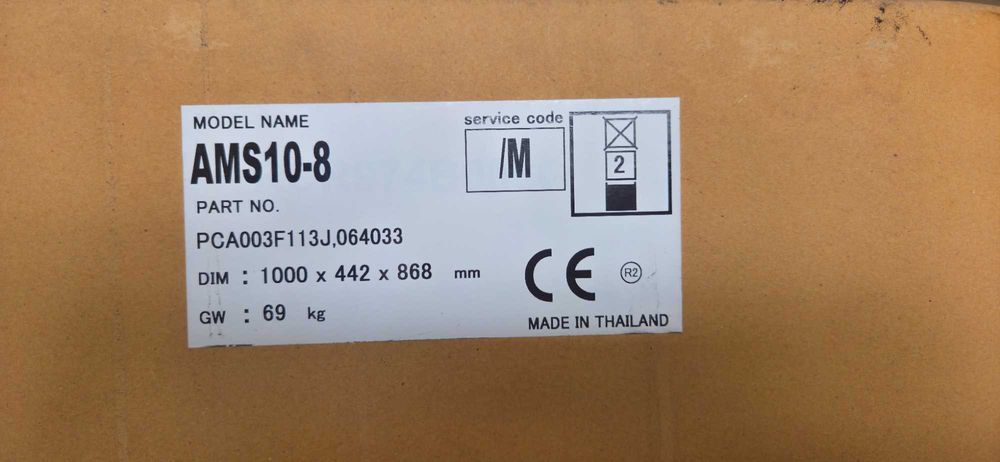 MODEL NAME
service code
AMS10-8
/M
2
PART NO.
PCA003F113J,064033
DIM : 1000 x 442 x 868 mm
CE R2
GW : 69 kg
MADE IN THAILAND